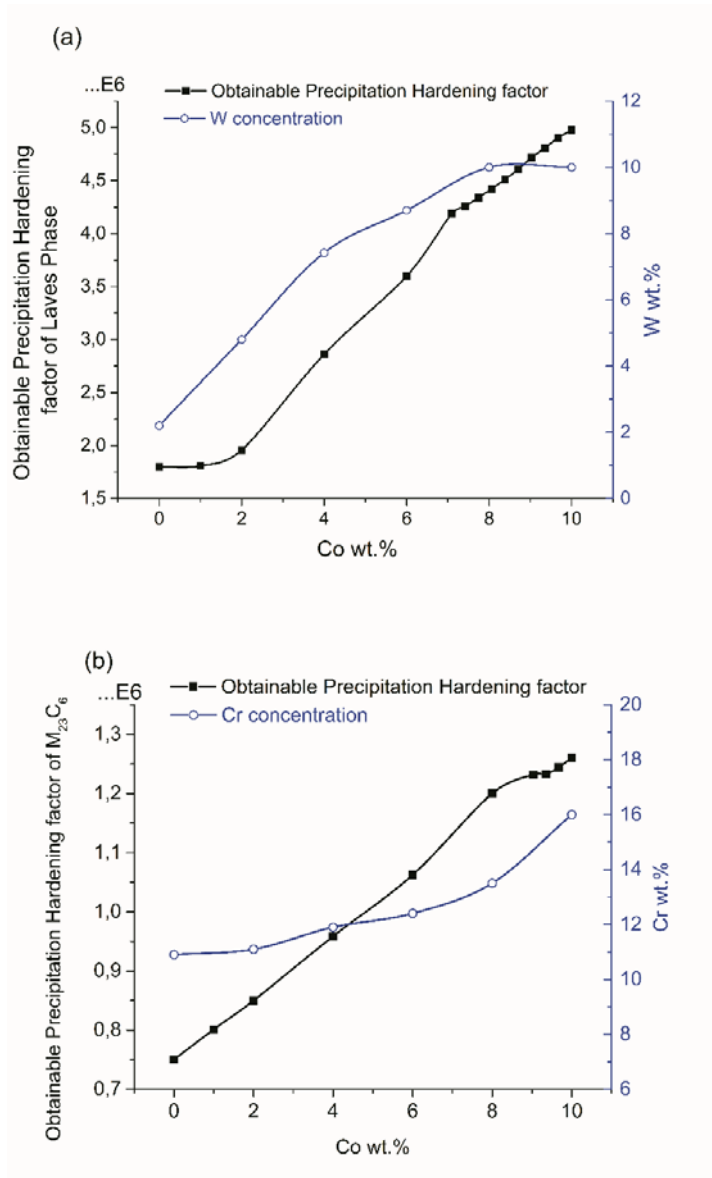 (a)
...E6
Obtainable Precipitation Hardening factor
W concentration
5,0
4,5
4,0
3,5
3,0
2,5
2,0
1,5
Obtainable Precipitation Hardening
factor of Laves Phase
12
10
8
6
4
2
0
W wt.%
0 2 4 6 8 10
Co wt.%
(b)
...E6
Obtainable Precipitation Hardening factor
Cr concentration
1,3
1,2
1,1
1,0
0,9
0,8
0,7
Obtainable Precipitation Hardening factor of M₂₃C₆
20
18
16
14
12
10
8
6
Cr wt.%
0 2 4 6 8 10
Co wt.%